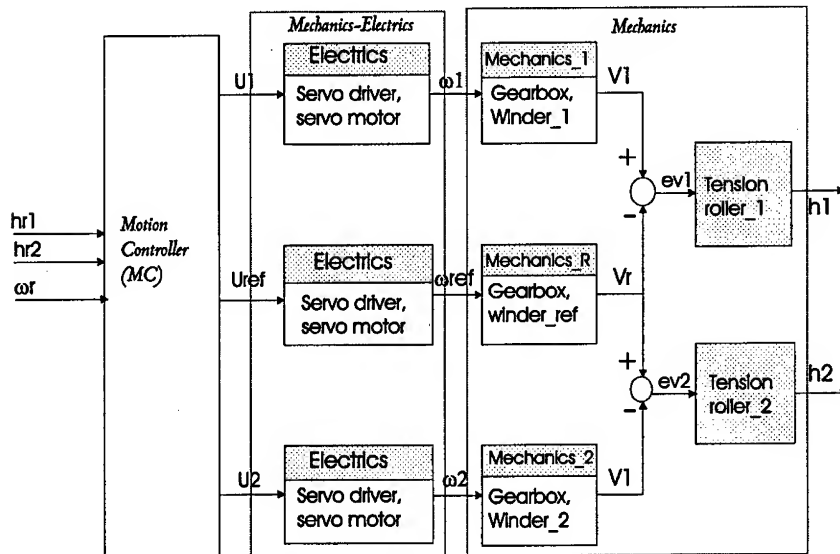 Mechanics-Electrics
Mechanics
Electrics
Servo driver,
servo motor
Mechanics_1
Gearbox,
Winder_1
U1
ω1
V1
+
-
ev1
Tension
roller_1
h1
hr1
hr2
ωr
Motion
Controller
(MC)
Uref
Electrics
Servo driver,
servo motor
ωref
Mechanics_R
Gearbox,
winder_ref
Vr
+
-
ev2
Tension
roller_2
h2
U2
Electrics
Servo driver,
servo motor
ω2
Mechanics_2
Gearbox,
Winder_2
V1